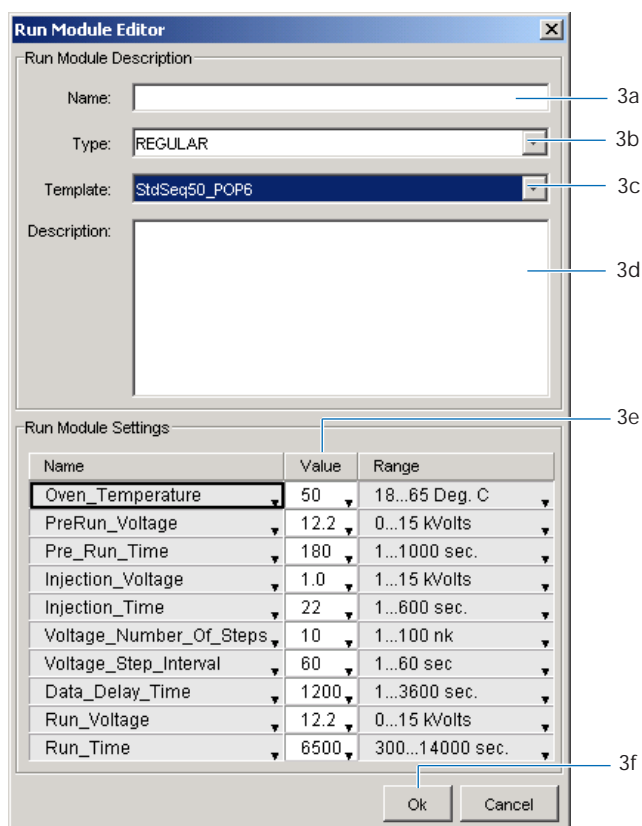 Run Module Editor
Run Module Description
Name: 3a
Type: REGULAR 3b
Template: StdSeq50_POP6 3c
Description: 3d
Run Module Settings 3e
Name Value Range
Oven_Temperature 50 18...65 Deg. C
PreRun_Voltage 12.2 0...15 kVolts
Pre_Run_Time 180 1...1000 sec.
Injection_Voltage 1.0 1...15 kVolts
Injection_Time 22 1...600 sec.
Voltage_Number_Of_Steps 10 1...100 nk
Voltage_Step_Interval 60 1...60 sec
Data_Delay_Time 1200 1...3600 sec.
Run_Voltage 12.2 0...15 kVolts
Run_Time 6500 300...14000 sec.
3f
Ok Cancel